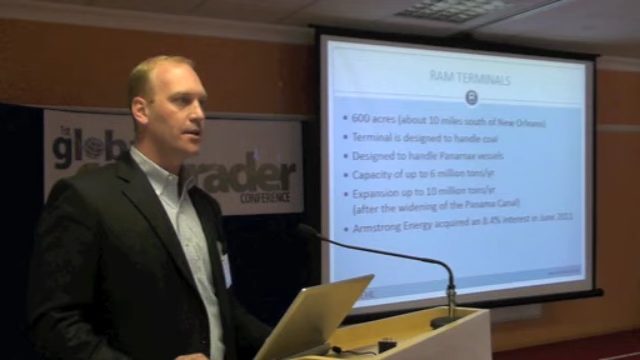 1st
global
trader
CONFERENCE
RAM TERMINALS
• 600 acres (about 10 miles south of New Orleans)
• Terminal is designed to handle coal
• Designed to handle Panamax vessels
• Capacity of up to 6 million tons/yr
• Expansion up to 10 million tons/yr
(after the widening of the Panama Canal)
• Armstrong Energy acquired an 8.4% interest in June 2011